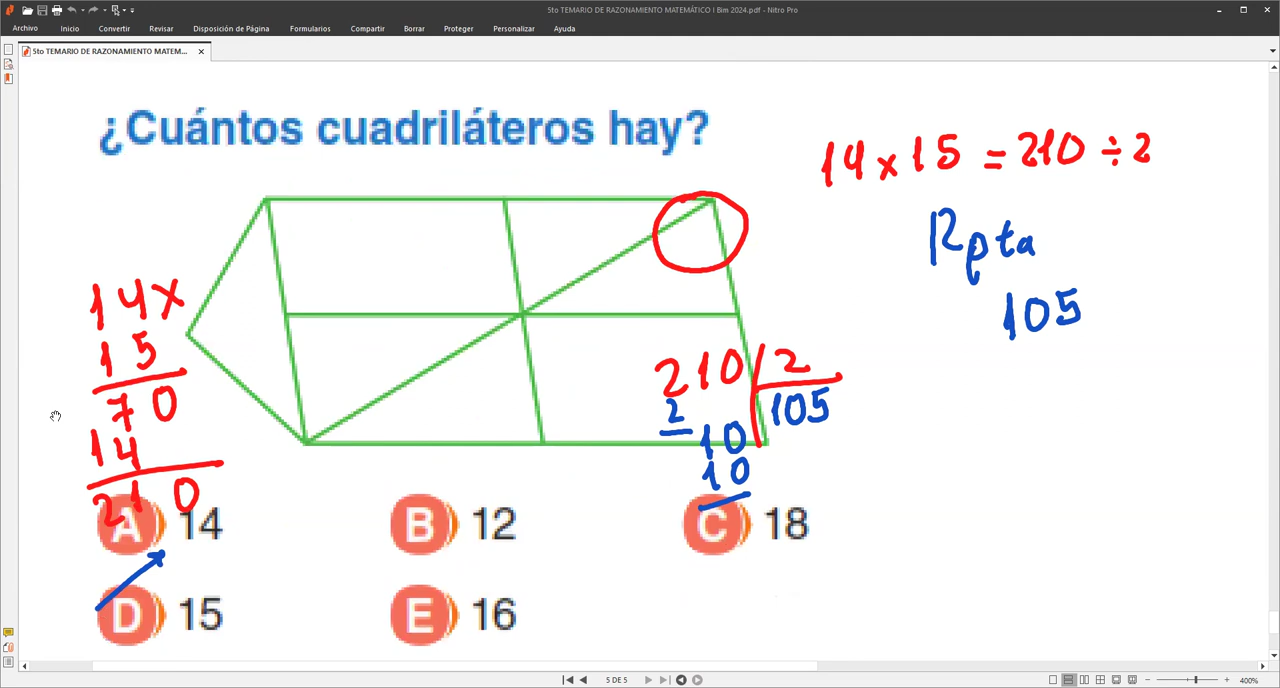 5to TEMARIO DE RAZONAMIENTO MATEMÁTICO I Bim 2024.pdf - Nitro Pro
Archivo Inicio Convertir Revisar Disposición de Página Formularios Compartir Borrar Proteger Personalizar Ayuda
5to TEMARIO DE RAZONAMIENTO MATEM...
¿Cuántos cuadriláteros hay?
14 x 15 = 210 ÷ 2
Rpta
105
14 x
15
70
14
210
210 2
2 105
10
10
A) 14
B) 12
C) 18
D) 15
E) 16
5 DE 5
400%